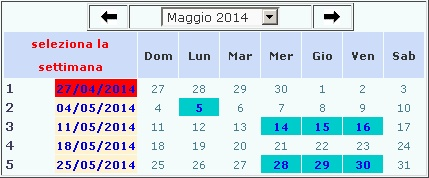 Maggio 2014
seleziona la
settimana Dom Lun Mar Mer Gio Ven Sab
1 27/04/2014 27 28 29 30 1 2 3
2 04/05/2014 4 5 6 7 8 9 10
3 11/05/2014 11 12 13 14 15 16 17
4 18/05/2014 18 19 20 21 22 23 24
5 25/05/2014 25 26 27 28 29 30 31